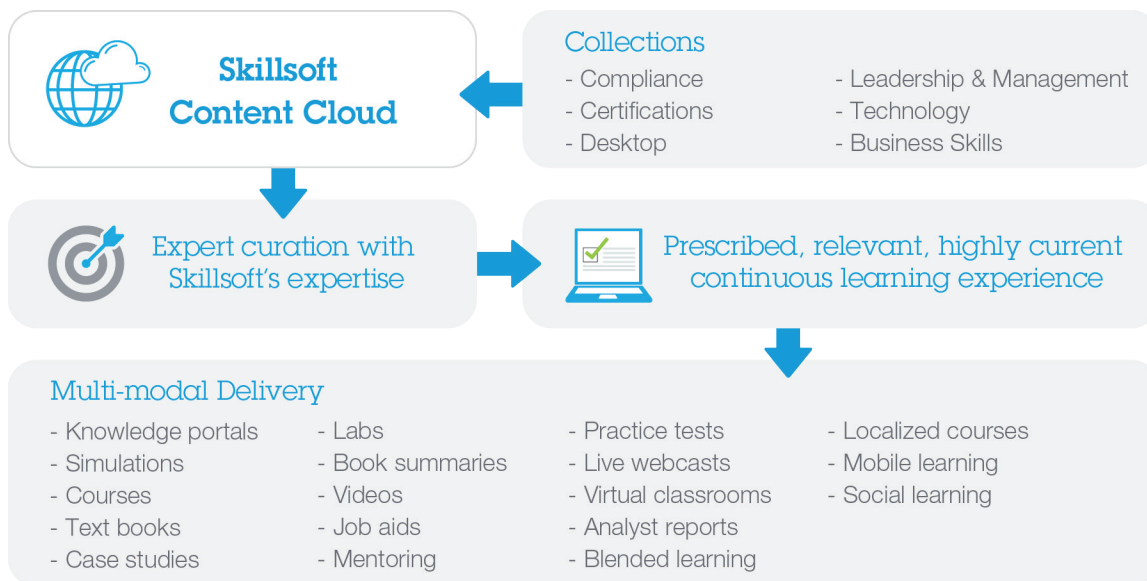 Skillsoft
Content Cloud
Collections
- Compliance
- Certifications
- Desktop
- Leadership & Management
- Technology
- Business Skills
Expert curation with
Skillsoft's expertise
Prescribed, relevant, highly current
continuous learning experience
Multi-modal Delivery
- Knowledge portals
- Simulations
- Courses
- Text books
- Case studies
- Labs
- Book summaries
- Videos
- Job aids
- Mentoring
- Practice tests
- Live webcasts
- Virtual classrooms
- Analyst reports
- Blended learning
- Localized courses
- Mobile learning
- Social learning